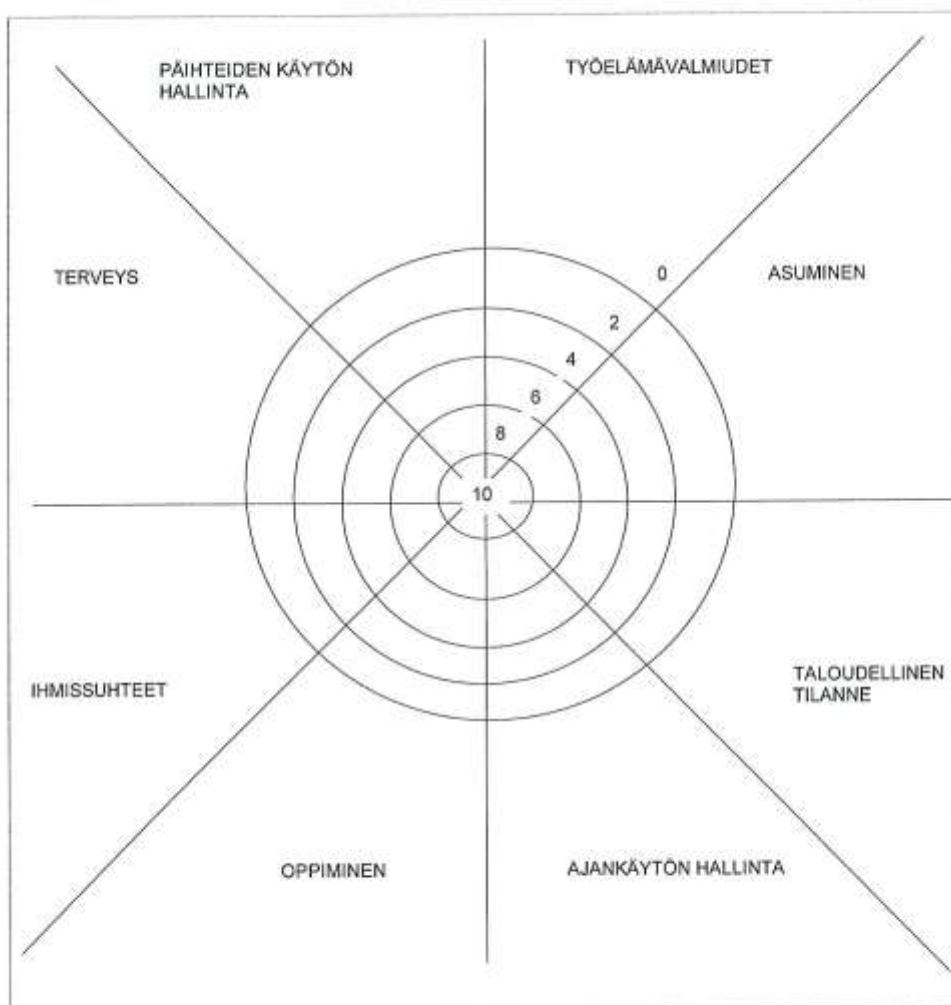 PÄIHTEIDEN KÄYTÖN
HALLINTA
TYÖELÄMÄVALMIUDET
TERVEYS
ASUMINEN
0
2
4
6
8
10
IHMISSUHTEET
TALOUDELLINEN
TILANNE
OPPIMINEN
AJANKÄYTÖN HALLINTA